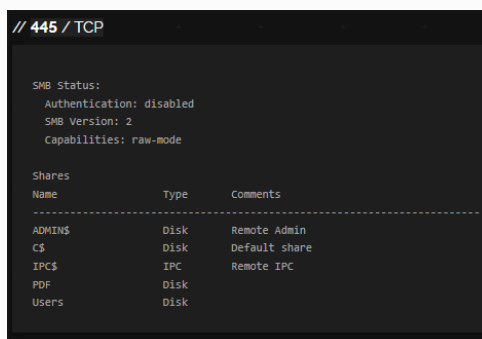 // 445 / TCP
SMB Status:
Authentication: disabled
SMB Version: 2
Capabilities: raw-mode
Shares
Name Type Comments
--------------------------------------------------------------------------
ADMIN$ Disk Remote Admin
C$ Disk Default share
IPC$ IPC Remote IPC
PDF Disk
Users Disk